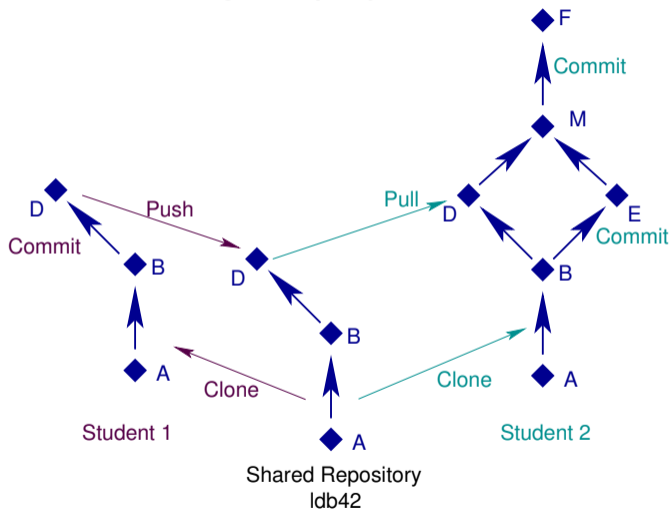 F
Commit
M
D
Push
Pull
D
E
Commit
Commit
B
D
B
B
A
Clone
Clone
A
A
Student 1
Student 2
Shared Repository
ldb42